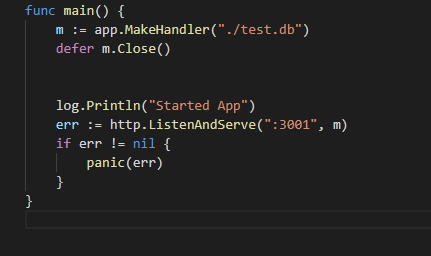 func main() {
    m := app.MakeHandler("./test.db")
    defer m.Close()


    log.Println("Started App")
    err := http.ListenAndServe(":3001", m)
    if err != nil {
        panic(err)
    }
}